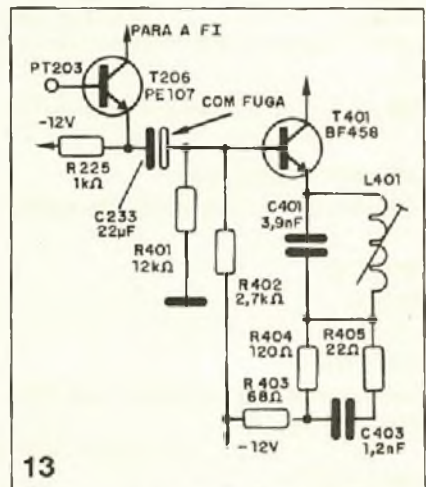 PARA A FI
PT203
T206
PE107
COM FUGA
T401
BF458
-12V
R225
1kΩ
C233
22µF
R401
12kΩ
R402
2,7kΩ
C401
3,9nF
L401
R404
120Ω
R405
22Ω
R403
68Ω
-12V
C403
1,2nF
13